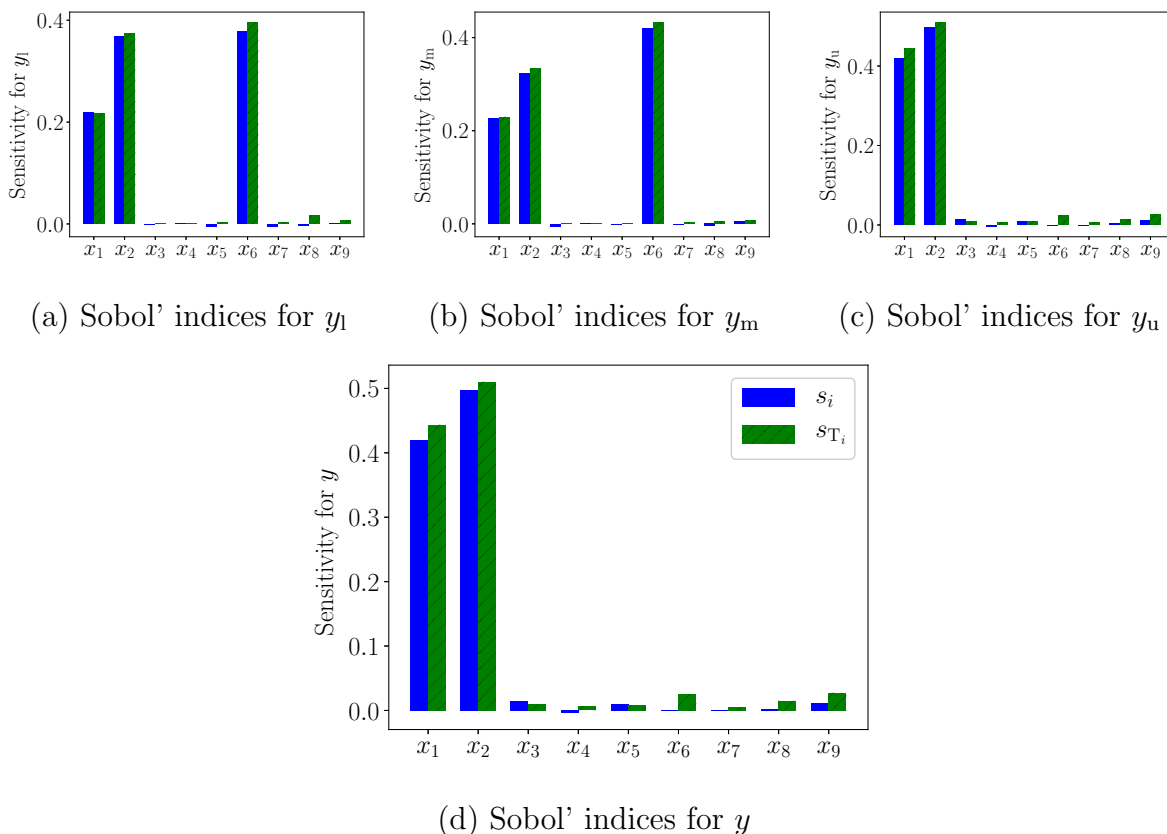 0.4
0.2
0.0
Sensitivity for y_l
x_1 x_2 x_3 x_4 x_5 x_6 x_7 x_8 x_9
(a) Sobol' indices for y_l
0.4
0.2
0.0
Sensitivity for y_m
x_1 x_2 x_3 x_4 x_5 x_6 x_7 x_8 x_9
(b) Sobol' indices for y_m
0.4
0.2
0.0
Sensitivity for y_u
x_1 x_2 x_3 x_4 x_5 x_6 x_7 x_8 x_9
(c) Sobol' indices for y_u
0.5
0.4
0.3
0.2
0.1
0.0
Sensitivity for y
s_i
s_{T_i}
x_1 x_2 x_3 x_4 x_5 x_6 x_7 x_8 x_9
(d) Sobol' indices for y